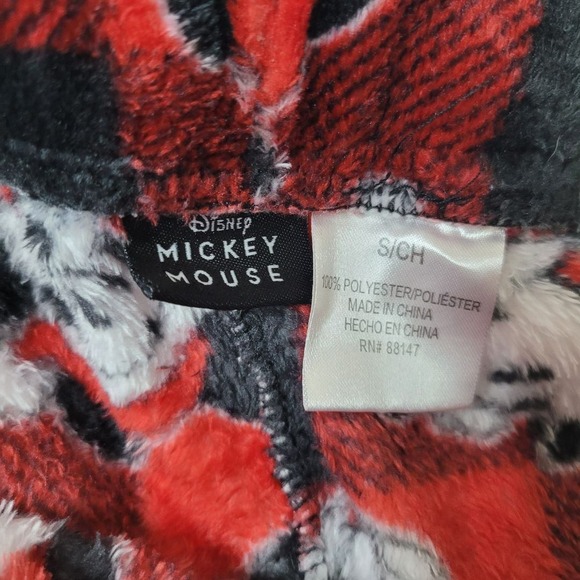 Disney
MICKEY
MOUSE
S/CH
100% POLYESTER/POLIÉSTER
MADE IN CHINA
HECHO EN CHINA
RN# 88147